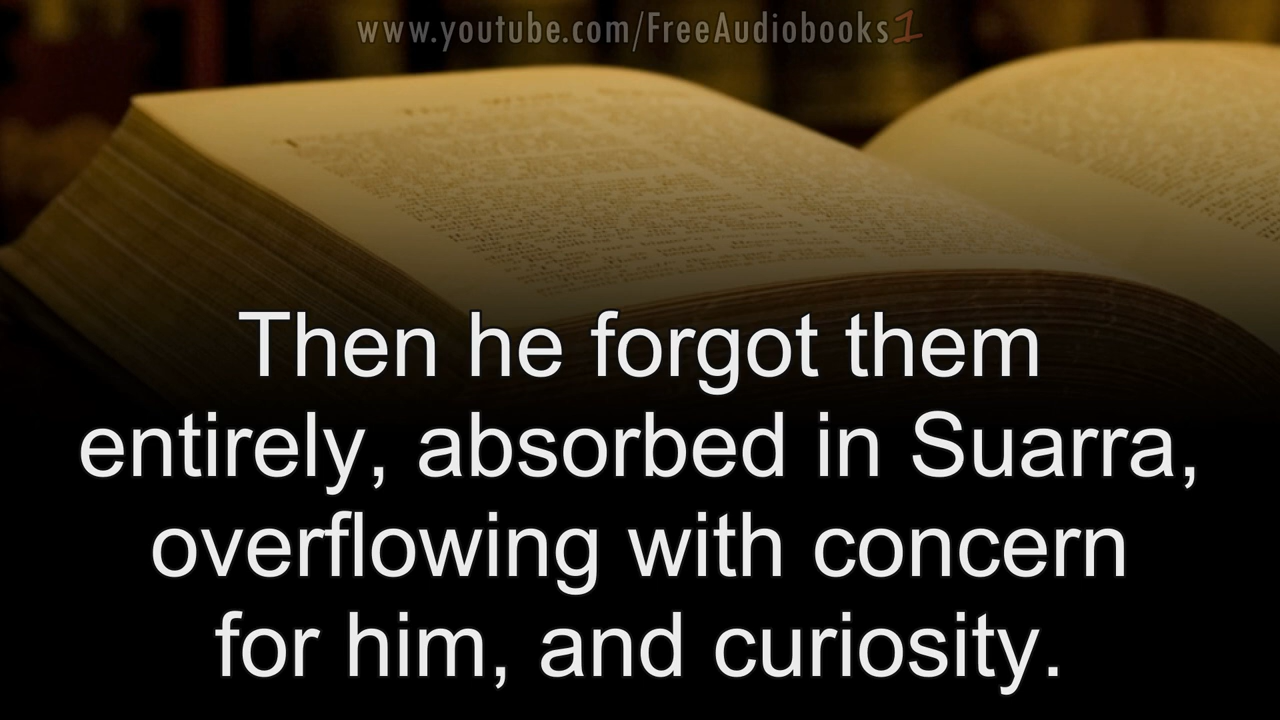 www.youtube.com/FreeAudiobooks1
Then he forgot them
entirely, absorbed in Suarra,
overflowing with concern
for him, and curiosity.